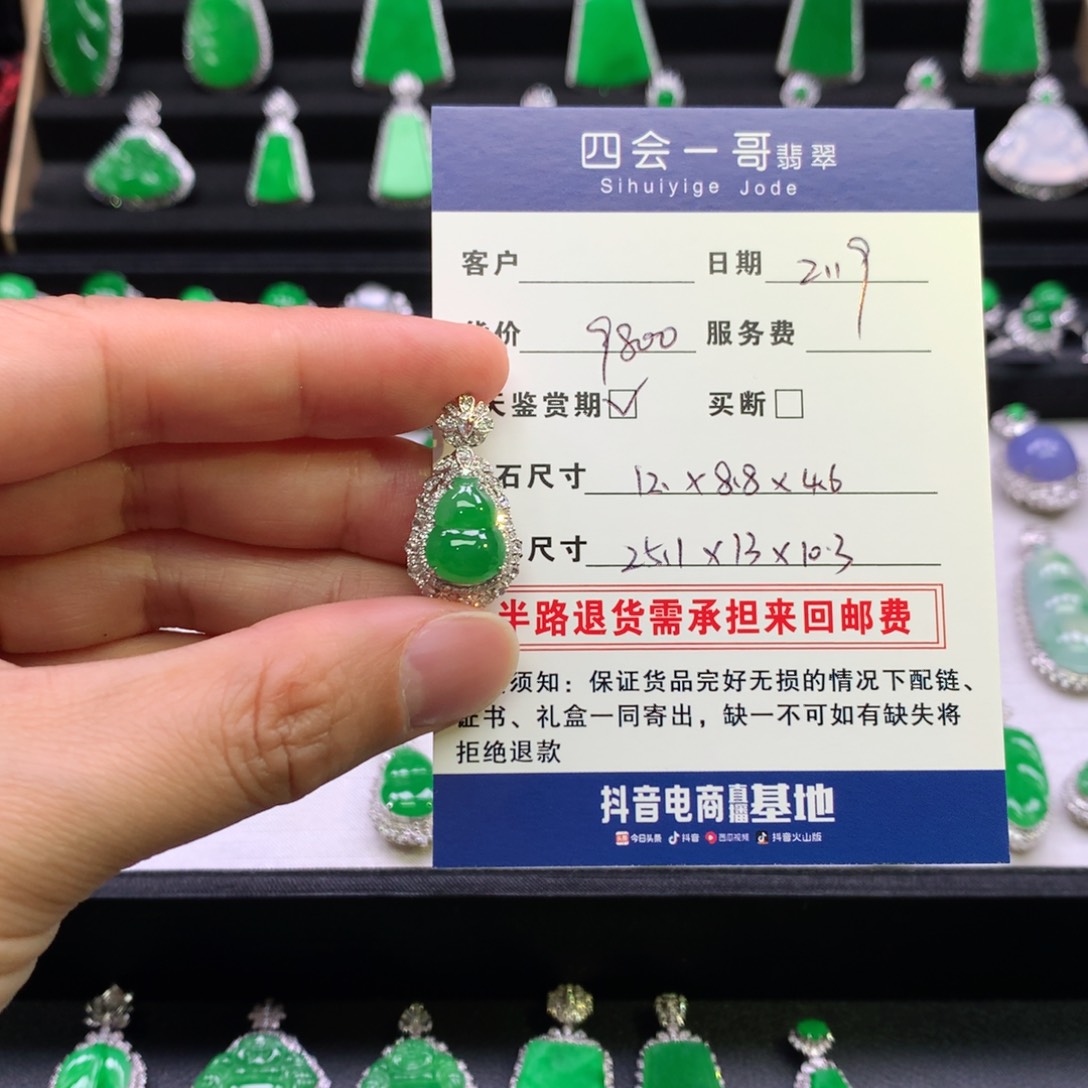 四会一哥翡翠
Sihuiyige Jode
客户 日期 2119
价 9800 服务费
天鉴赏期 买断
石尺寸 12. x 8.8 x 4.6
尺寸 25.1 x 13 x 10.3
半路退货需承担来回邮费
须知：保证货品完好无损的情况下配链、
证书、礼盒一同寄出，缺一不可如有缺失将
拒绝退款
抖音电商直播基地
今日头条 抖音 西瓜视频 抖音火山版